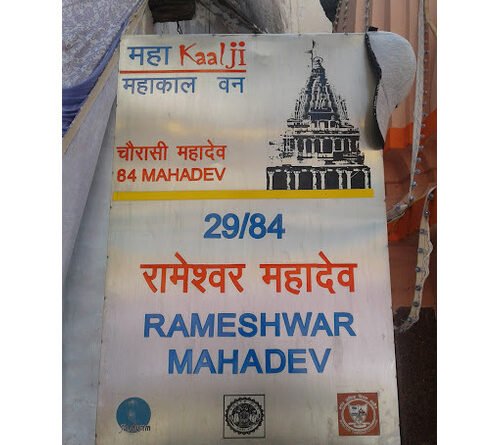 महा Kaalji
महाकाल वन
चौरासी महादेव
84 MAHADEV
29/84
रामेश्वर महादेव
RAMESHWAR
MAHADEV